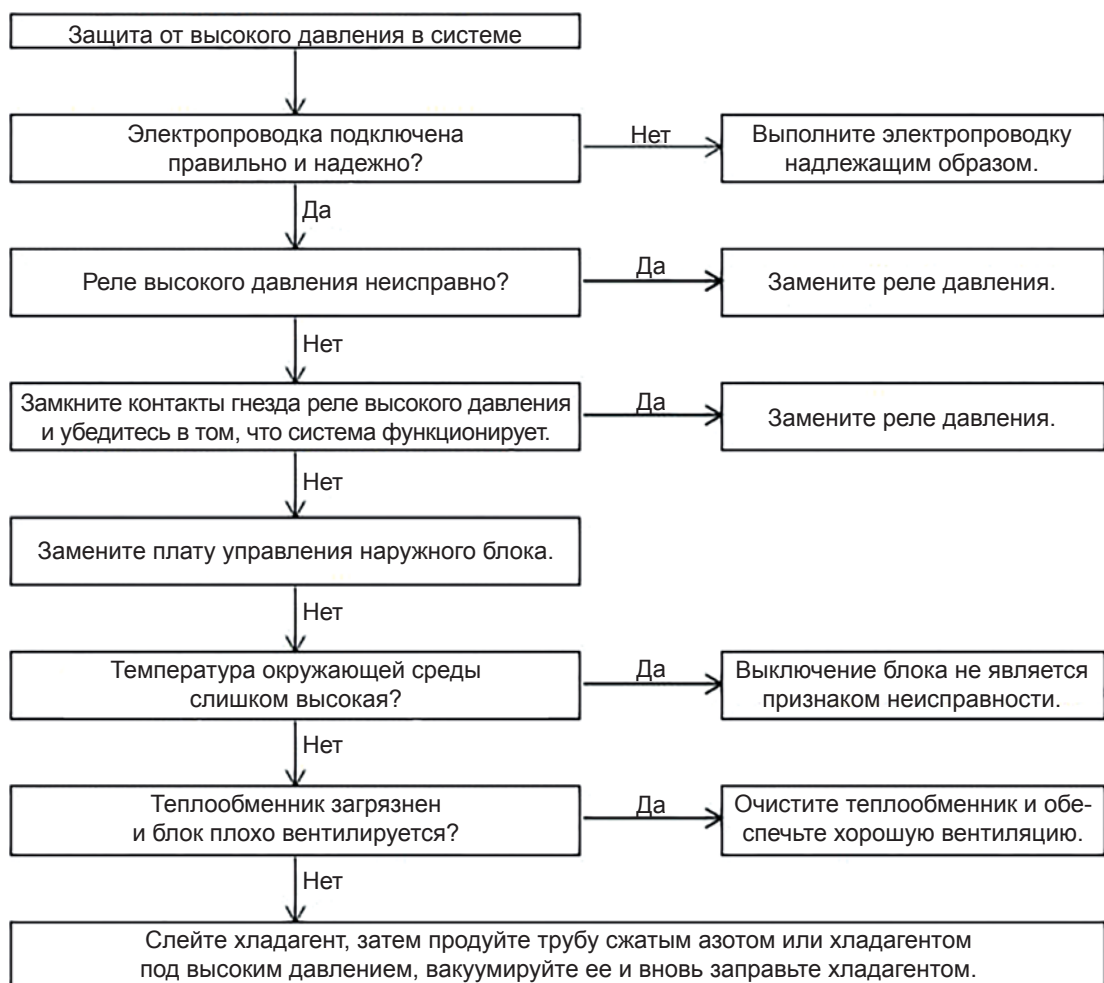 Защита от высокого давления в системе
Электропроводка подключена
правильно и надежно?
Нет
Выполните электропроводку
надлежащим образом.
Да
Реле высокого давления неисправно?
Да
Замените реле давления.
Нет
Замкните контакты гнезда реле высокого давления
и убедитесь в том, что система функционирует.
Да
Замените реле давления.
Нет
Замените плату управления наружного блока.
Нет
Температура окружающей среды
слишком высокая?
Да
Выключение блока не является
признаком неисправности.
Нет
Теплообменник загрязнен
и блок плохо вентилируется?
Да
Очистите теплообменник и обе-
спечьте хорошую вентиляцию.
Нет
Слейте хладагент, затем продуйте трубу сжатым азотом или хладагентом
под высоким давлением, вакуумируйте ее и вновь заправьте хладагентом.